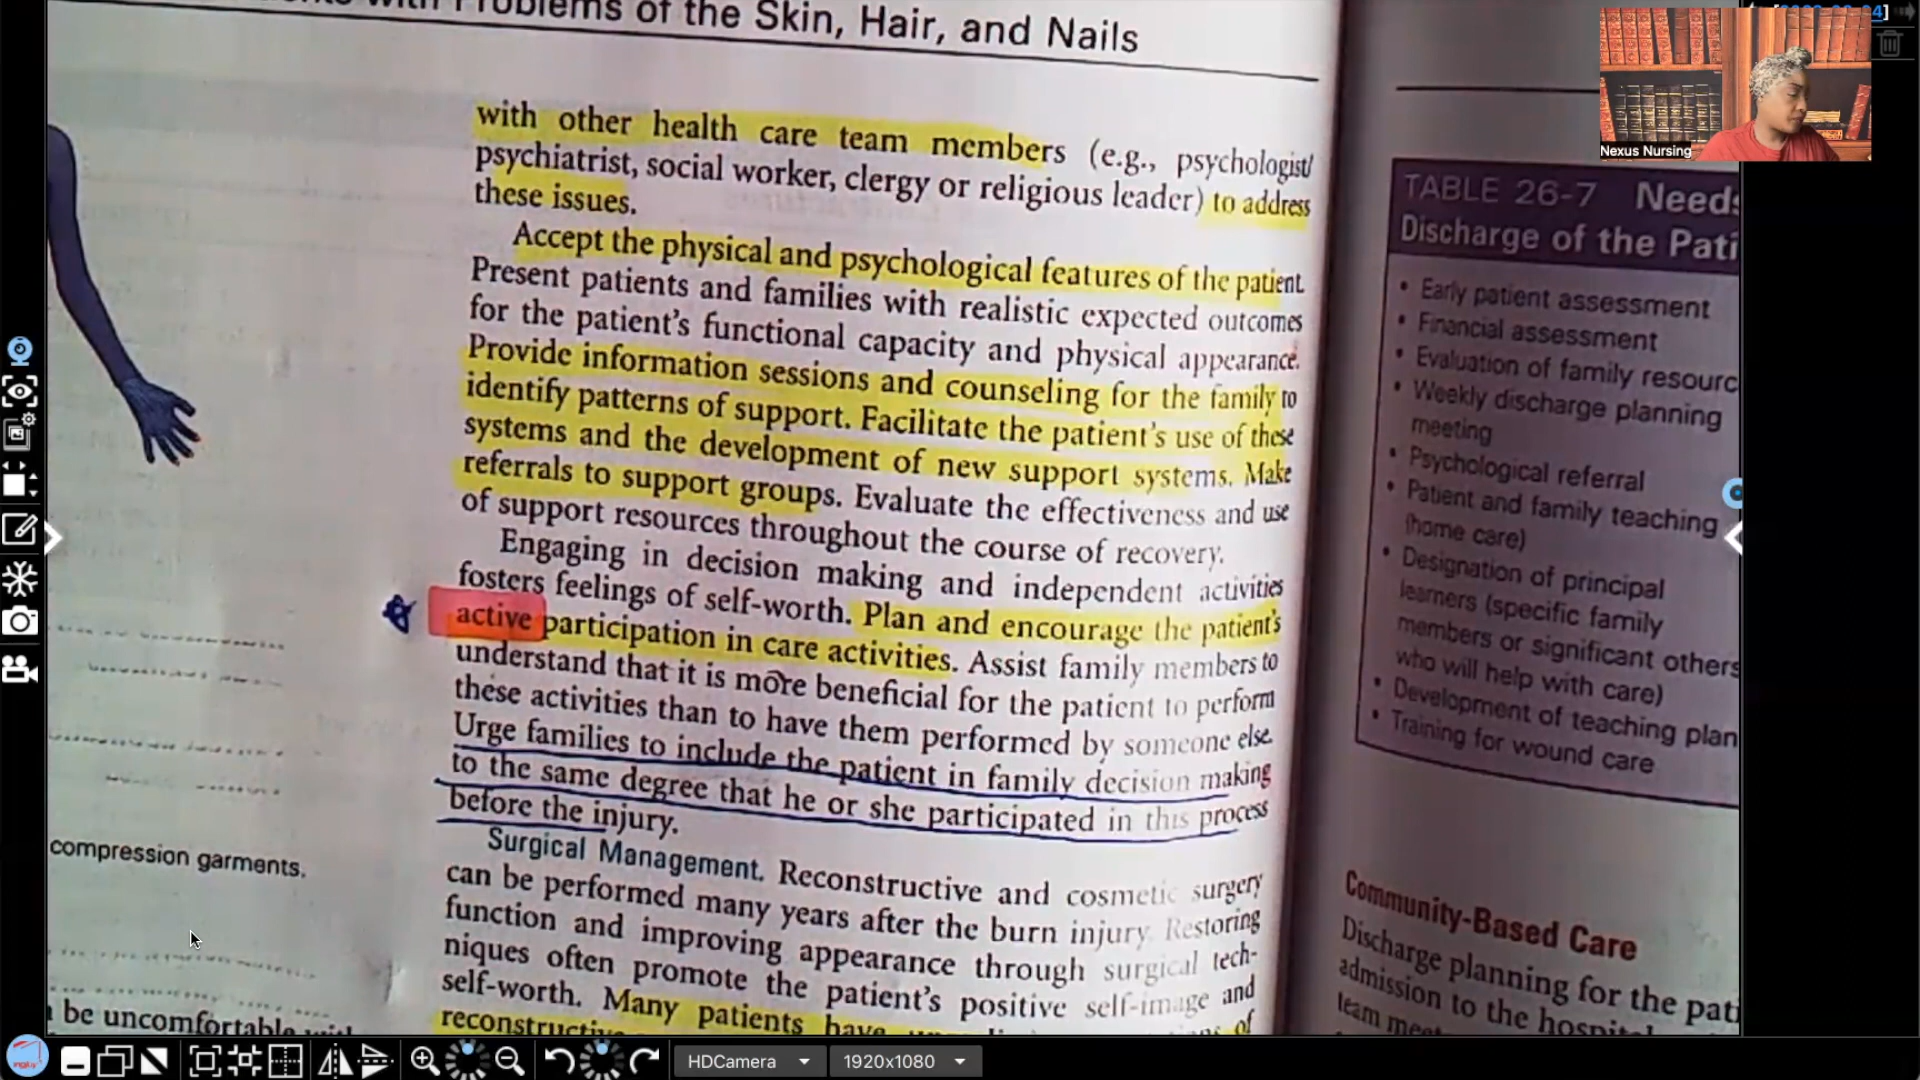 ents with Problems of the Skin, Hair, and Nails
with other health care team members (e.g., psychologist/
psychiatrist, social worker, clergy or religious leader) to address
these issues.
Accept the physical and psychological features of the patient.
Present patients and families with realistic expected outcomes
for the patient's functional capacity and physical appearance.
Provide information sessions and counseling for the family to
identify patterns of support. Facilitate the patient's use of these
systems and the development of new support systems. Make
referrals to support groups. Evaluate the effectiveness and use
of support resources throughout the course of recovery.
Engaging in decision making and independent activities
fosters feelings of self-worth. Plan and encourage the patient's
active participation in care activities. Assist family members to
understand that it is more beneficial for the patient to perform
these activities than to have them performed by someone else.
Urge families to include the patient in family decision making
to the same degree that he or she participated in this process
before the injury.
Surgical Management. Reconstructive and cosmetic surgery
can be performed many years after the burn injury. Restoring
function and improving appearance through surgical tech-
niques often promote the patient's positive self-image and
self-worth. Many patients have of
reconstructive
compression garments.
be uncomfortable with
TABLE 26-7 Needs
Discharge of the Pati
• Early patient assessment
• Financial assessment
• Evaluation of family resourc
• Weekly discharge planning
meeting
• Psychological referral
• Patient and family teaching
(home care)
• Designation of principal
learners (specific family
members or significant others
who will help with care)
• Development of teaching plan
• Training for wound care
Community-Based Care
Discharge planning for the pati
admission to the hospital
team meet
Nexus Nursing
HDCamera
1920x1080